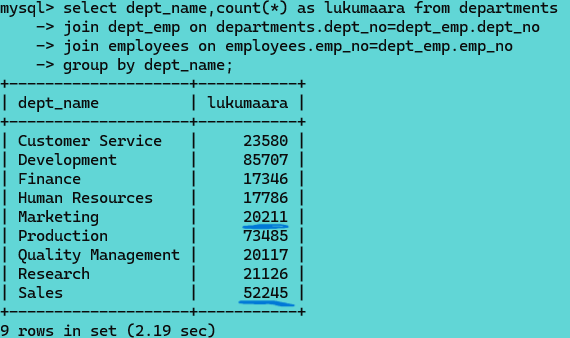 mysql> select dept_name,count(*) as lukumaara from departments
    -> join dept_emp on departments.dept_no=dept_emp.dept_no
    -> join employees on employees.emp_no=dept_emp.emp_no
    -> group by dept_name;
+--------------------+-----------+
| dept_name          | lukumaara |
+--------------------+-----------+
| Customer Service   |     23580 |
| Development        |     85707 |
| Finance            |     17346 |
| Human Resources    |     17786 |
| Marketing          |     20211 |
| Production         |     73485 |
| Quality Management |     20117 |
| Research           |     21126 |
| Sales              |     52245 |
+--------------------+-----------+
9 rows in set (2.19 sec)